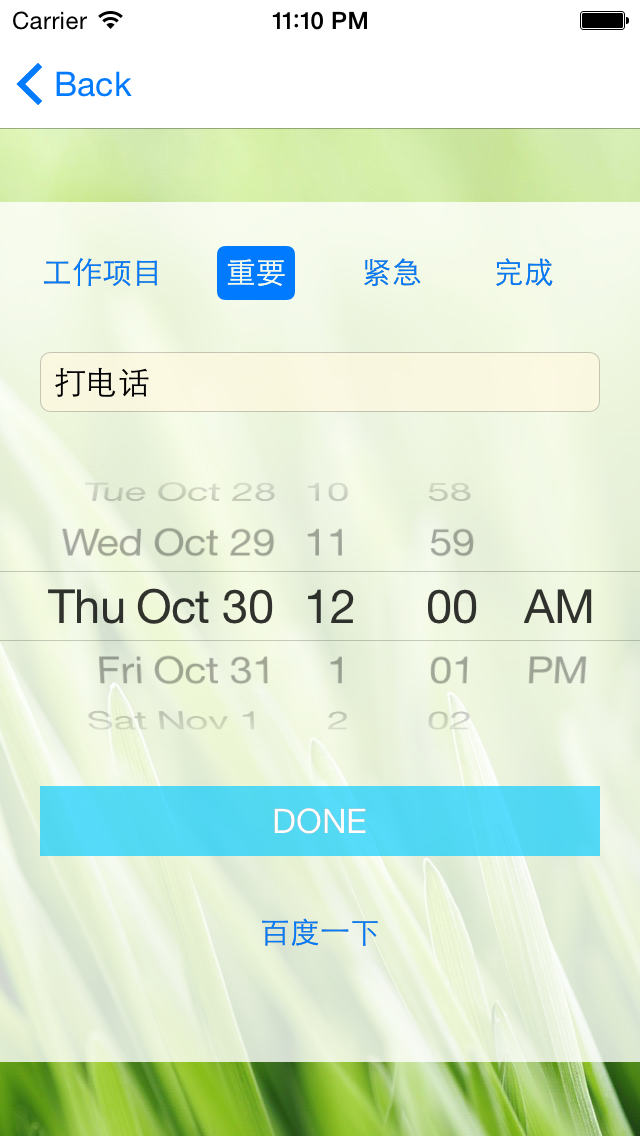 Carrier 11:10 PM
Back
工作项目 重要 紧急 完成
打电话
Tue Oct 28 10 58
Wed Oct 29 11 59
Thu Oct 30 12 00 AM
Fri Oct 31 1 01 PM
Sat Nov 1 2 02
DONE
百度一下